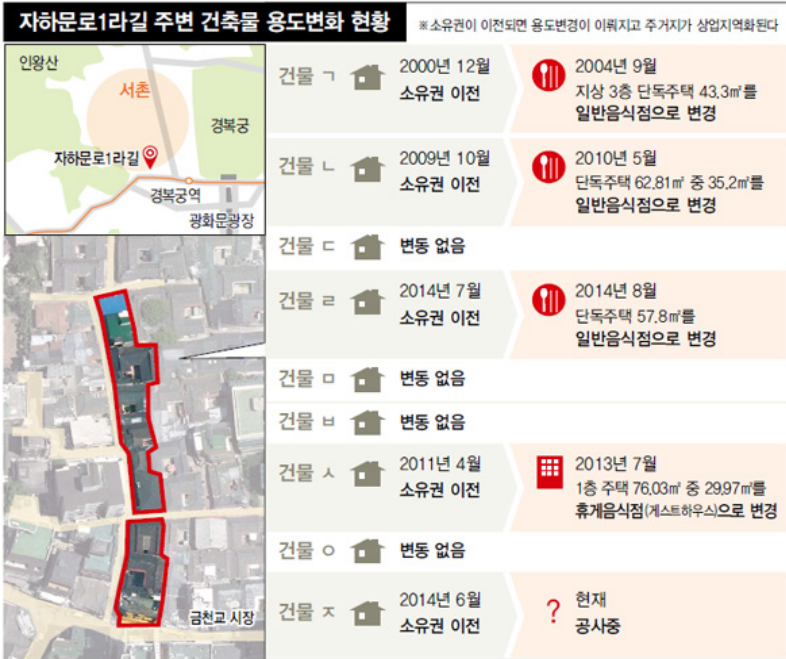 자하문로1라길 주변 건축물 용도변화 현황
※소유권이 이전되면 용도변경이 이뤄지고 주거지가 상업지역화된다
인왕산
서촌
경복궁
자하문로1라길
경복궁역
광화문광장
금천교 시장
건물 ㄱ
2000년 12월
소유권 이전
2004년 9월
지상 3층 단독주택 43.3㎡를
일반음식점으로 변경
건물 ㄴ
2009년 10월
소유권 이전
2010년 5월
단독주택 62.81㎡ 중 35.2㎡를
일반음식점으로 변경
건물 ㄷ
변동 없음
건물 ㄹ
2014년 7월
소유권 이전
2014년 8월
단독주택 57.8㎡를
일반음식점으로 변경
건물 ㅁ
변동 없음
건물 ㅂ
변동 없음
건물 ㅅ
2011년 4월
소유권 이전
2013년 7월
1층 주택 76.03㎡ 중 29.97㎡를
휴게음식점(게스트하우스)으로 변경
건물 ㅇ
변동 없음
건물 ㅈ
2014년 6월
소유권 이전
?
현재
공사중